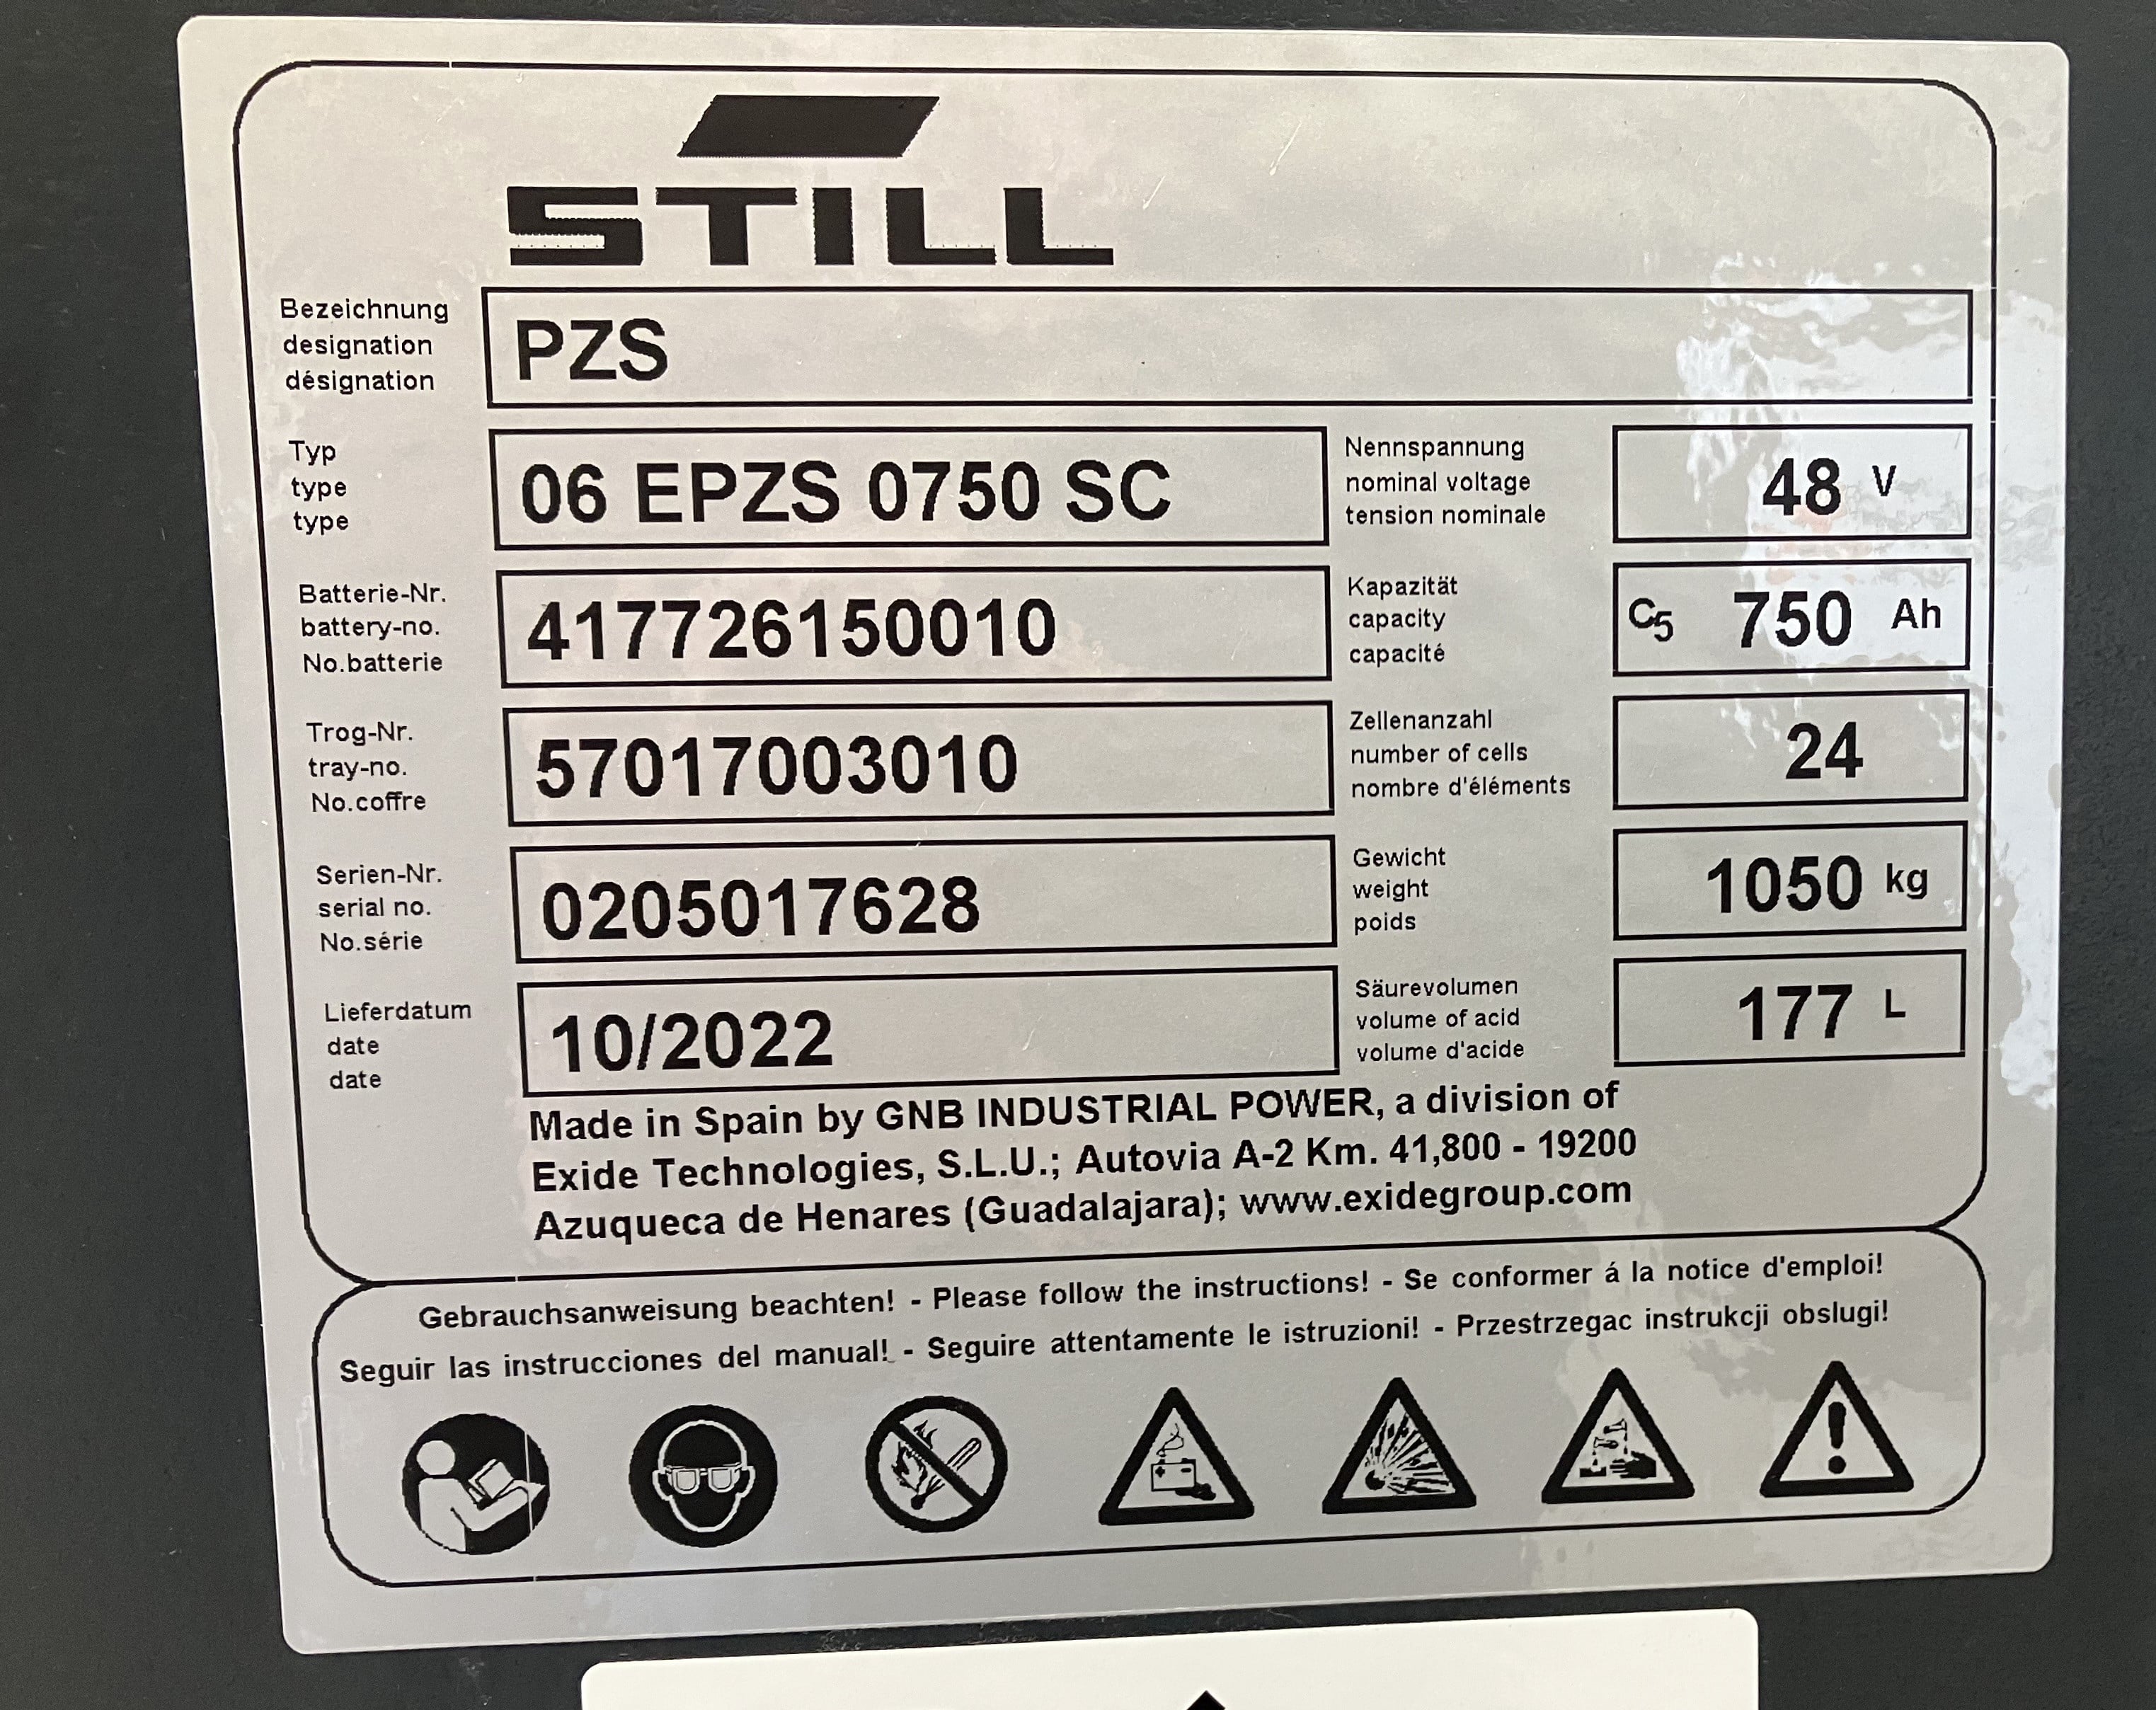 STILL
Bezeichnung
designation
désignation
PZS
Typ
type
type
06 EPZS 0750 SC
Nennspannung
nominal voltage
tension nominale
48 V
Batterie-Nr.
battery-no.
No.batterie
417726150010
Kapazität
capacity
capacité
C5 750 Ah
Trog-Nr.
tray-no.
No.coffre
57017003010
Zellenanzahl
number of cells
nombre d'éléments
24
Serien-Nr.
serial no.
No.série
0205017628
Gewicht
weight
poids
1050 kg
Lieferdatum
date
date
10/2022
Säurevolumen
volume of acid
volume d'acide
177 L
Made in Spain by GNB INDUSTRIAL POWER, a division of
Exide Technologies, S.L.U.; Autovia A-2 Km. 41,800 - 19200
Azuqueca de Henares (Guadalajara); www.exidegroup.com
Gebrauchsanweisung beachten! - Please follow the instructions! - Se conformer á la notice d'emploi!
Seguir las instrucciones del manual! - Seguire attentamente le istruzioni! - Przestrzegac instrukcji obslugi!